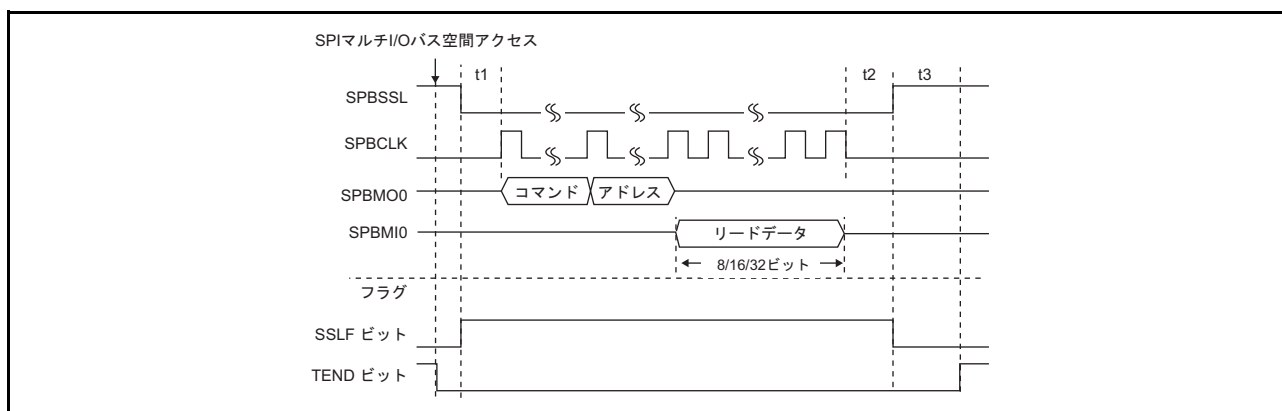 SPIマルチI/Oバス空間アクセス
t1
t2
t3
SPBSSL
SPBCLK
SPBMO0
コマンド
アドレス
SPBMI0
リードデータ
8/16/32ビット
フラグ
SSLF ビット
TEND ビット